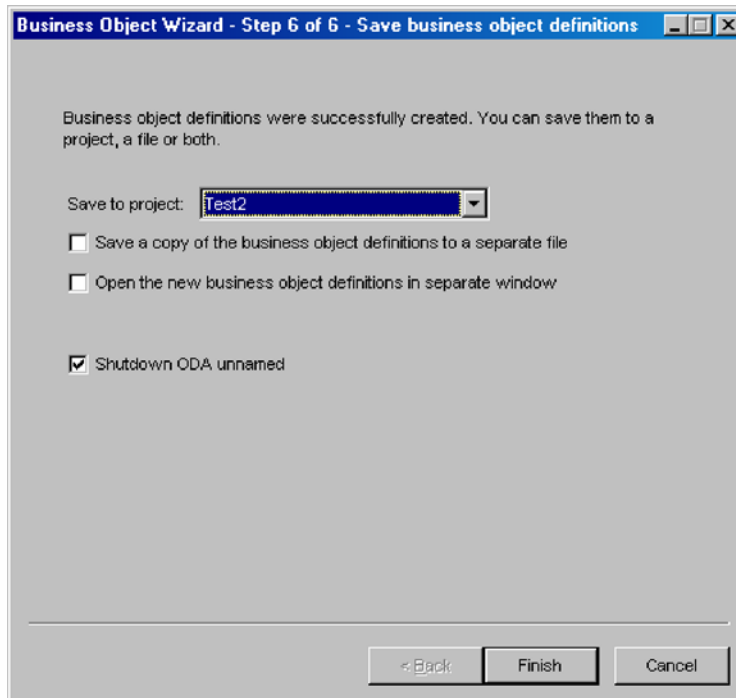 Business Object Wizard - Step 6 of 6 - Save business object definitions
Business object definitions were successfully created. You can save them to a
project, a file or both.
Save to project: Test2
Save a copy of the business object definitions to a separate file
Open the new business object definitions in separate window
Shutdown ODA unnamed
< Back Finish Cancel